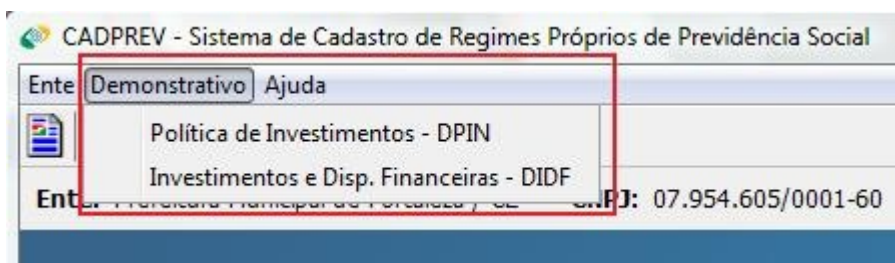 CADPREV - Sistema de Cadastro de Regimes Próprios de Previdência Social
Ente Demonstrativo Ajuda
Política de Investimentos - DPIN
Investimentos e Disp. Financeiras - DIDF
07.954.605/0001-60